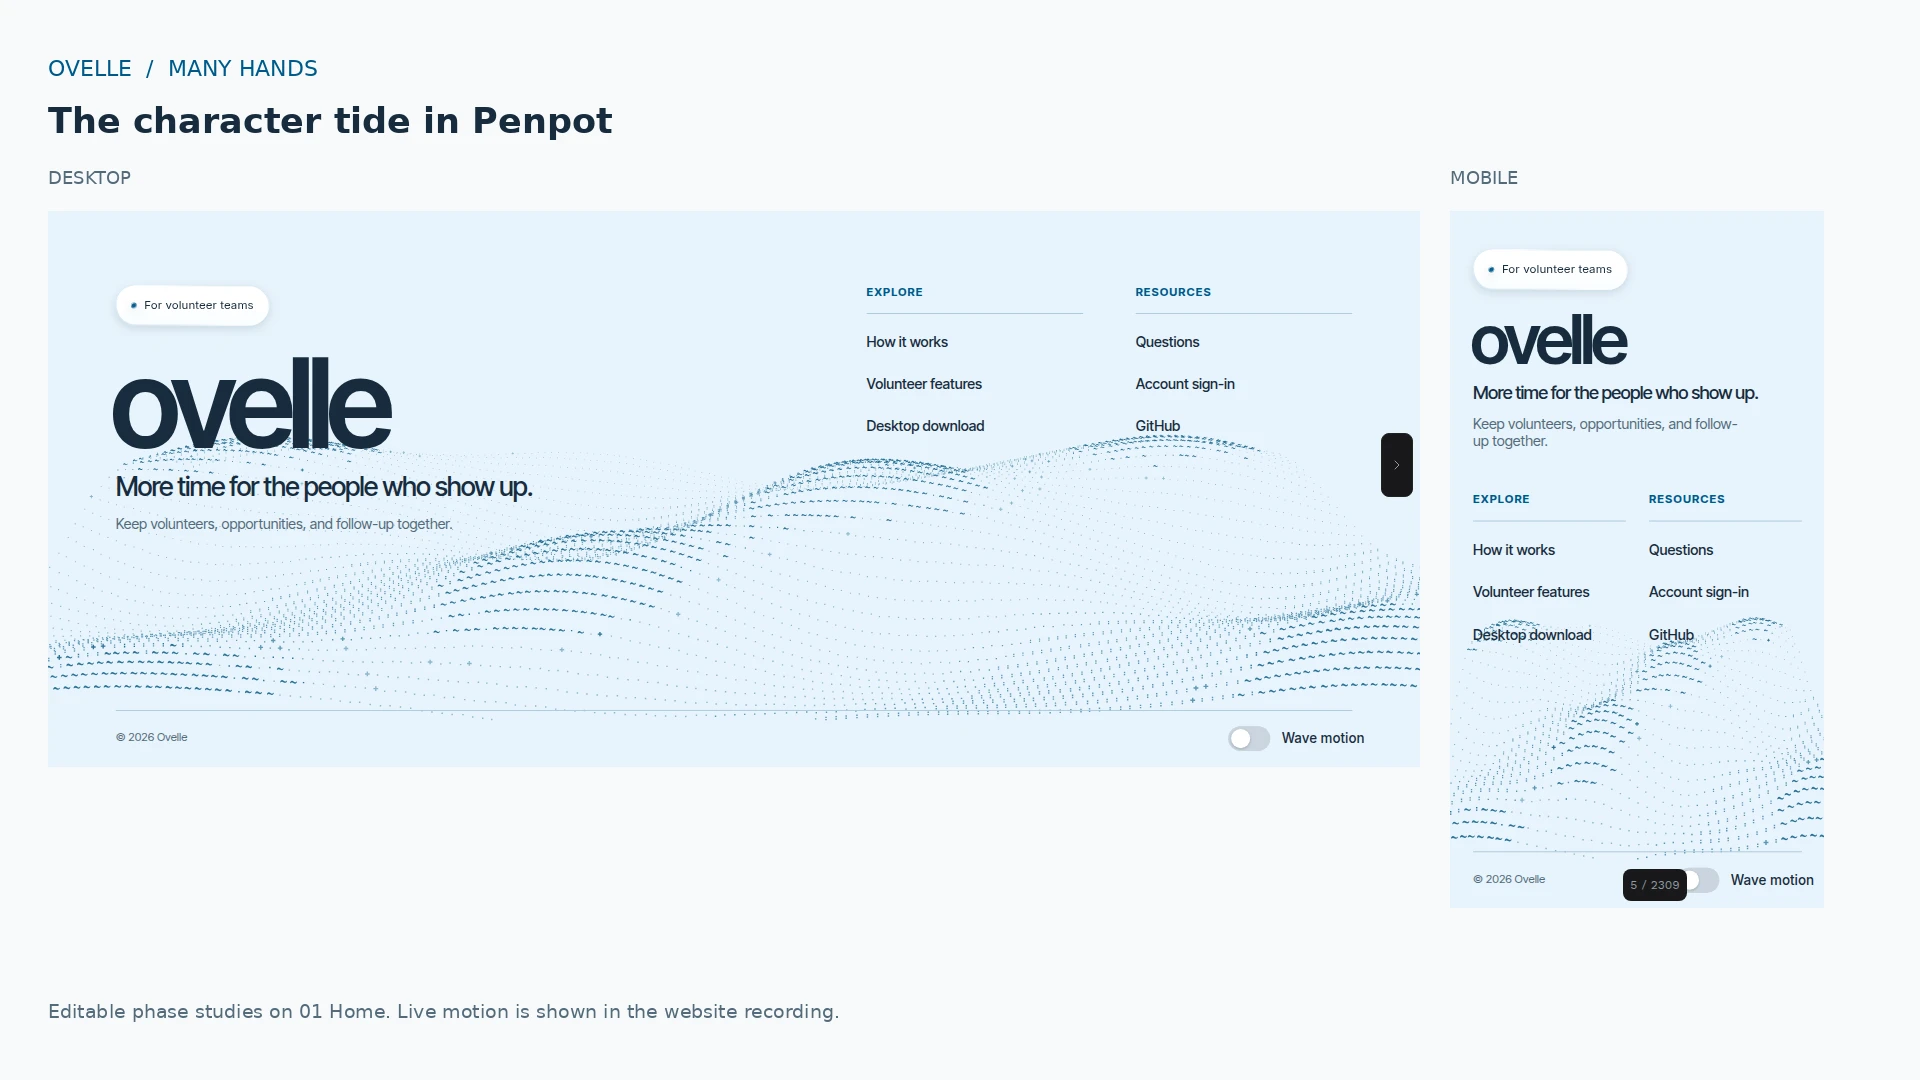 OVELLE / MANY HANDS
The character tide in Penpot
DESKTOP
For volunteer teams
ovelle
More time for the people who show up.
Keep volunteers, opportunities, and follow-up together.
EXPLORE
How it works
Volunteer features
Desktop download
RESOURCES
Questions
Account sign-in
GitHub
© 2026 Ovelle
Wave motion
MOBILE
For volunteer teams
ovelle
More time for the people who show up.
Keep volunteers, opportunities, and follow-
up together.
EXPLORE
How it works
Volunteer features
Desktop download
RESOURCES
Questions
Account sign-in
GitHub
© 2026 Ovelle
5 / 2309
Wave motion
Editable phase studies on 01 Home. Live motion is shown in the website recording.